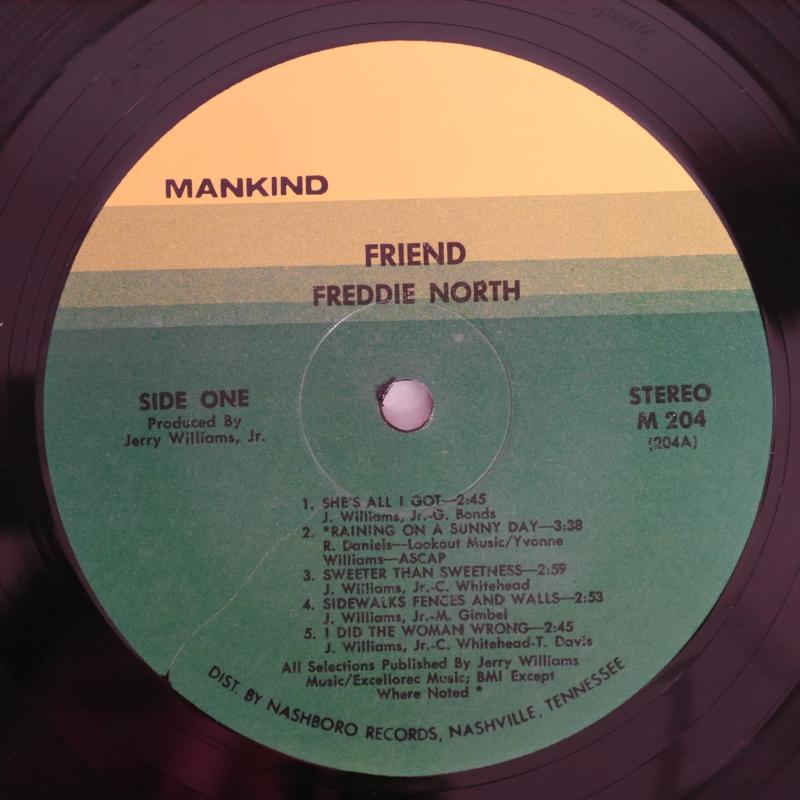 MANKIND
FRIEND
FREDDIE NORTH
SIDE ONE
Produced By
Jerry Williams, Jr.
STEREO
M 204
(204A)
1. SHE'S ALL I GOT—2:45
J. Williams, Jr.-G. Bonds
2. *RAINING ON A SUNNY DAY—3:38
R. Daniels—Lookout Music/Yvonne
Williams—ASCAP
3. SWEETER THAN SWEETNESS—2:59
J. Williams, Jr.-C. Whitehead
4. SIDEWALKS FENCES AND WALLS—2:53
J. Williams, Jr.-M. Gimbel
5. I DID THE WOMAN WRONG—2:45
J. Williams, Jr.-C. Whitehead-T. Davis
All Selections Published By Jerry Williams
Music/Excellorec Music; BMI Except
Where Noted *
DIST. BY NASHBORO RECORDS, NASHVILLE, TENNESSEE